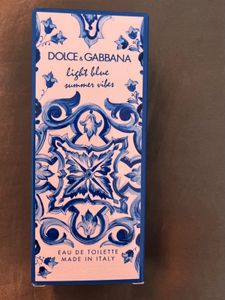 DOLCE & GABBANA
light blue
summer vibes
EAU DE TOILETTE
MADE IN ITALY